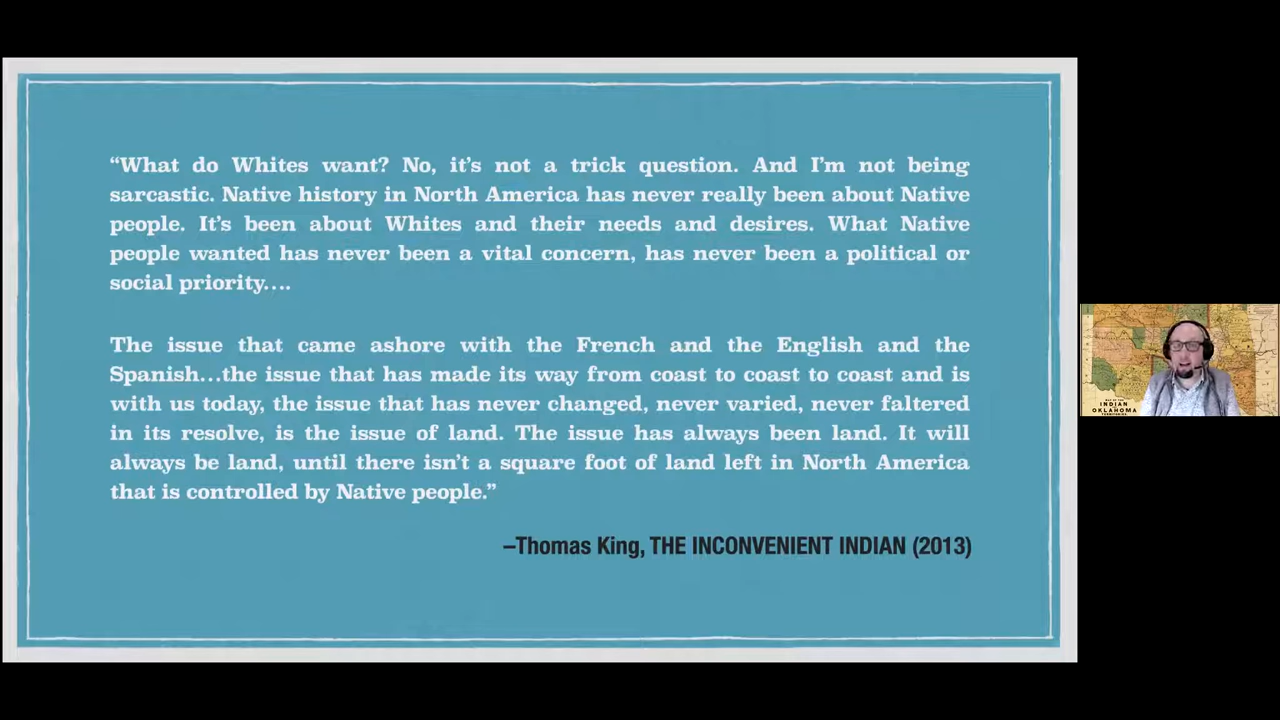 “What do Whites want? No, it’s not a trick question. And I’m not being
sarcastic. Native history in North America has never really been about Native
people. It’s been about Whites and their needs and desires. What Native
people wanted has never been a vital concern, has never been a political or
social priority….
The issue that came ashore with the French and the English and the
Spanish…the issue that has made its way from coast to coast to coast and is
with us today, the issue that has never changed, never varied, never faltered
in its resolve, is the issue of land. The issue has always been land. It will
always be land, until there isn’t a square foot of land left in North America
that is controlled by Native people.”
–Thomas King, THE INCONVENIENT INDIAN (2013)
INDIAN
OKLAHOMA